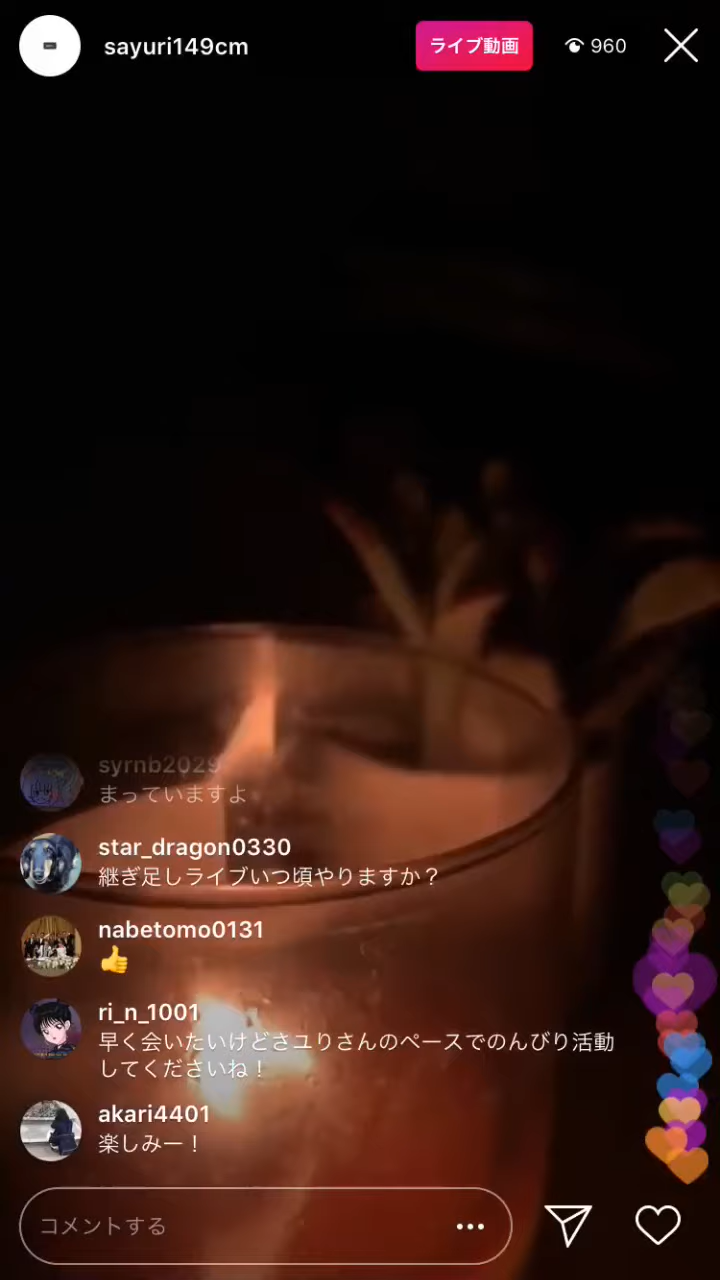 sayuri149cm
ライブ動画
960
syrnb2029
まっていますよ
star_dragon0330
継ぎ足しライブいつ頃やりますか？
nabetomo0131
👍
ri_n_1001
早く会いたいけどさユりさんのペースでのんびり活動
してくださいね！
akari4401
楽しみー！
コメントする